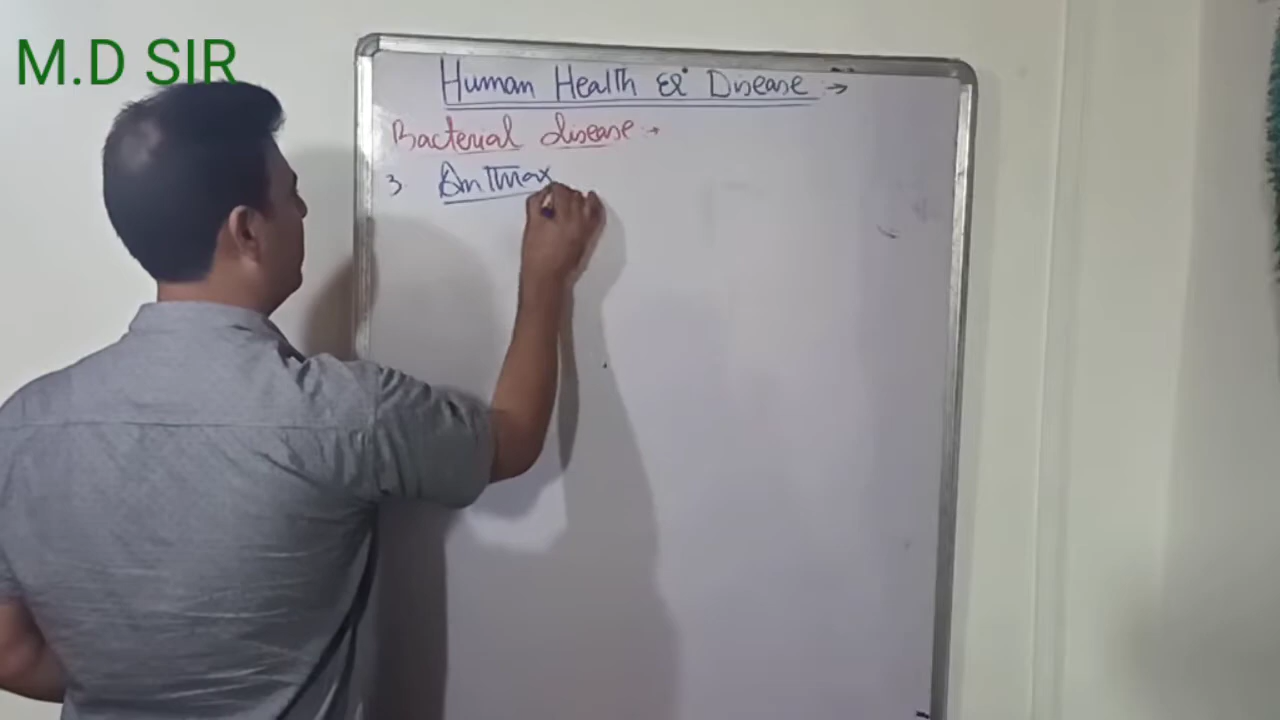 M.D SIR
Human Health & Disease :→
Bacterial disease :→
3. Anthrax